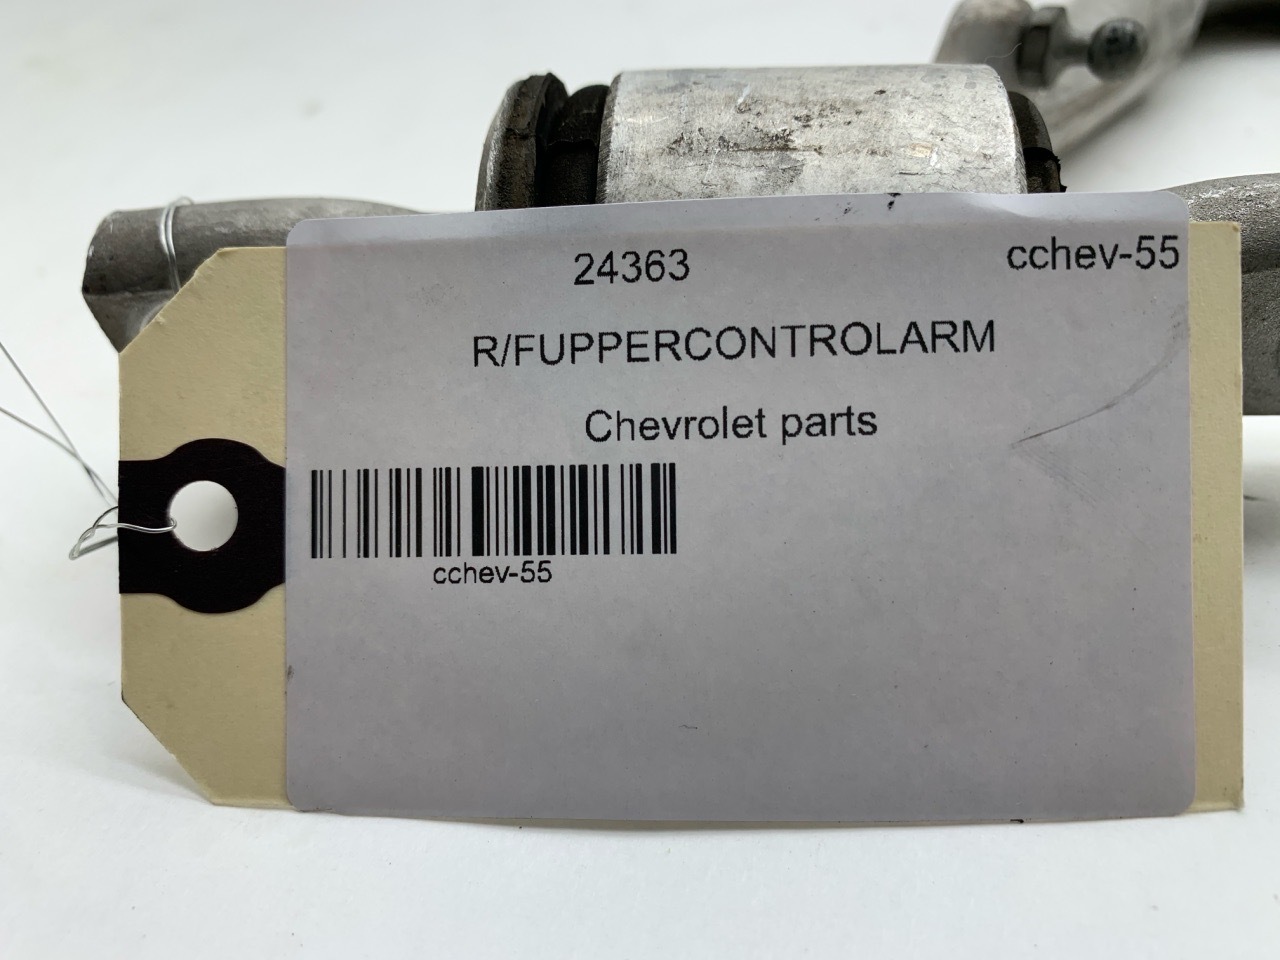 24363 cchev-55
R/FUPPERCONTROLARM
Chevrolet parts
cchev-55